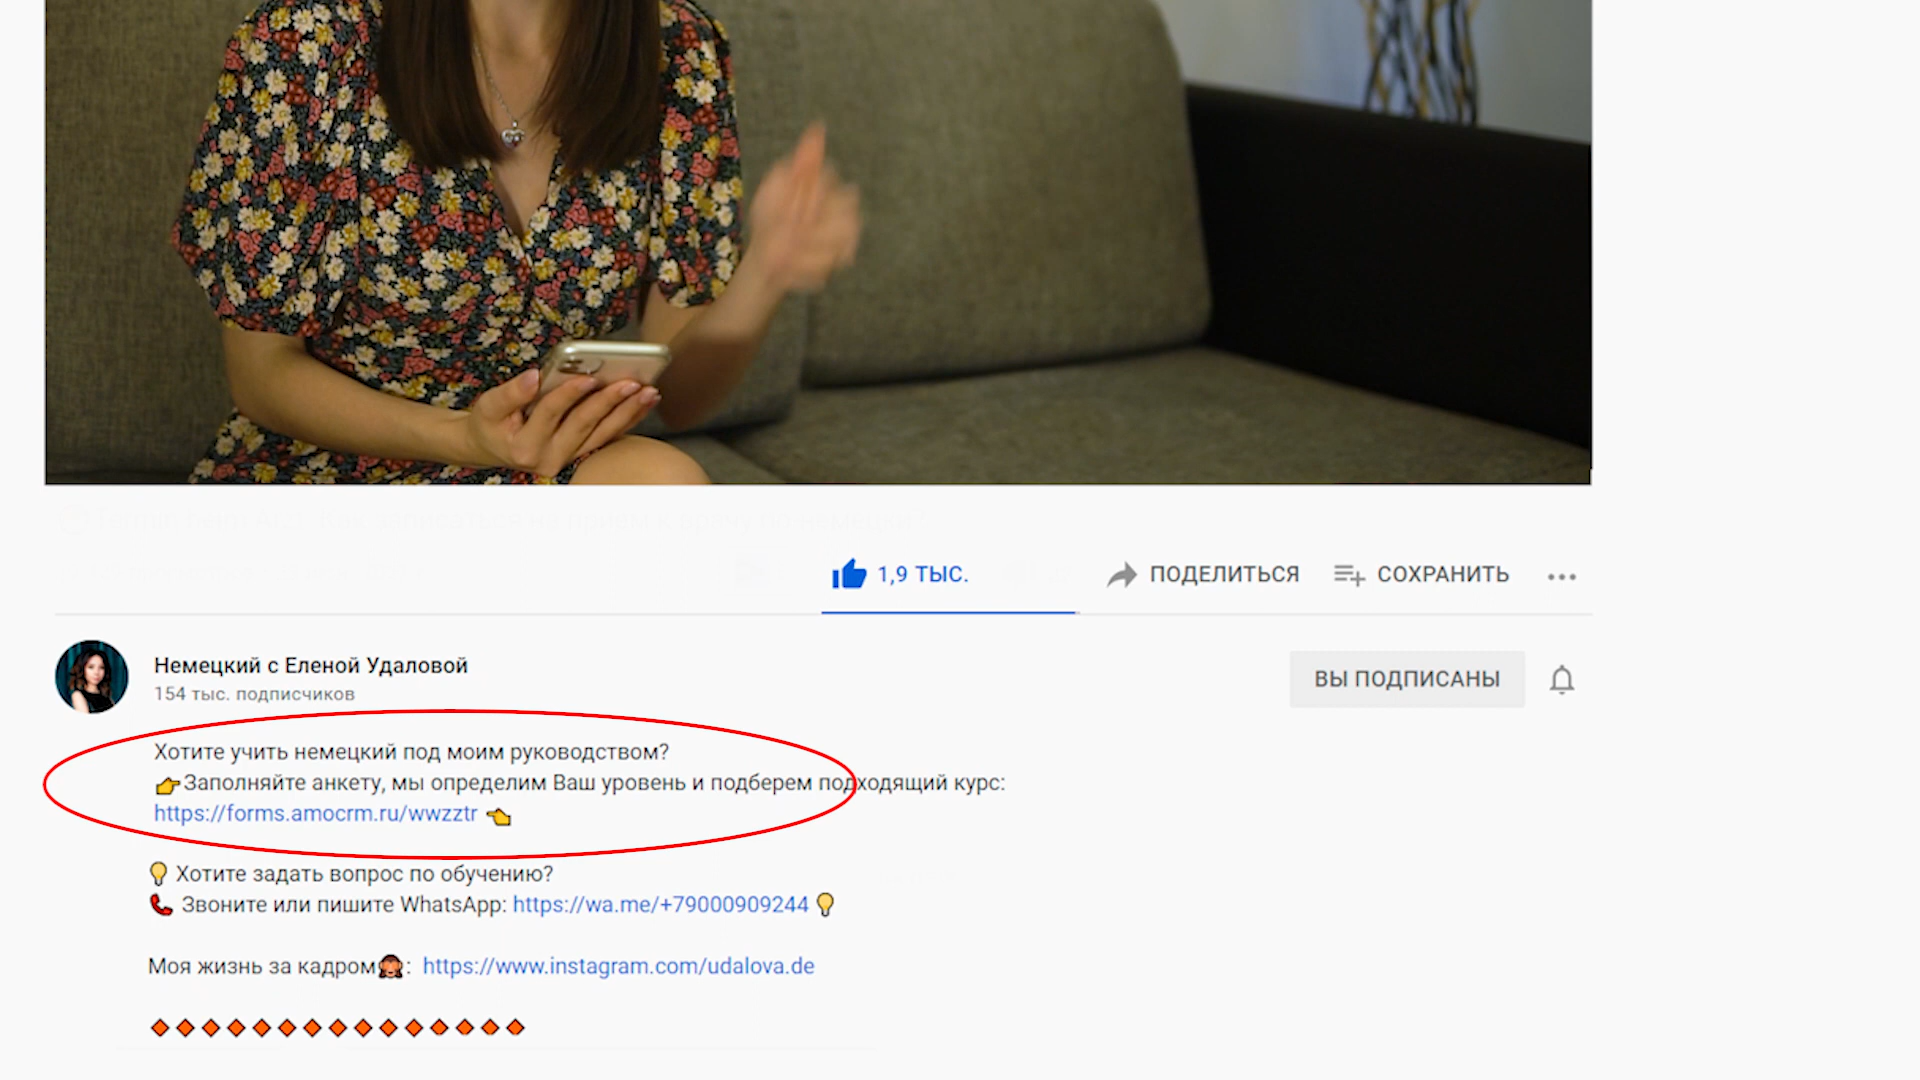 1,9 ТЫС.
ПОДЕЛИТЬСЯ
СОХРАНИТЬ
Немецкий с Еленой Удаловой
154 тыс. подписчиков
ВЫ ПОДПИСАНЫ
Хотите учить немецкий под моим руководством?
👉Заполняйте анкету, мы определим Ваш уровень и подберем подходящий курс:
https://forms.amocrm.ru/wwzztr 👈
💡 Хотите задать вопрос по обучению?
📞 Звоните или пишите WhatsApp: https://wa.me/+79000909244 💡
Моя жизнь за кадром🙈: https://www.instagram.com/udalova.de